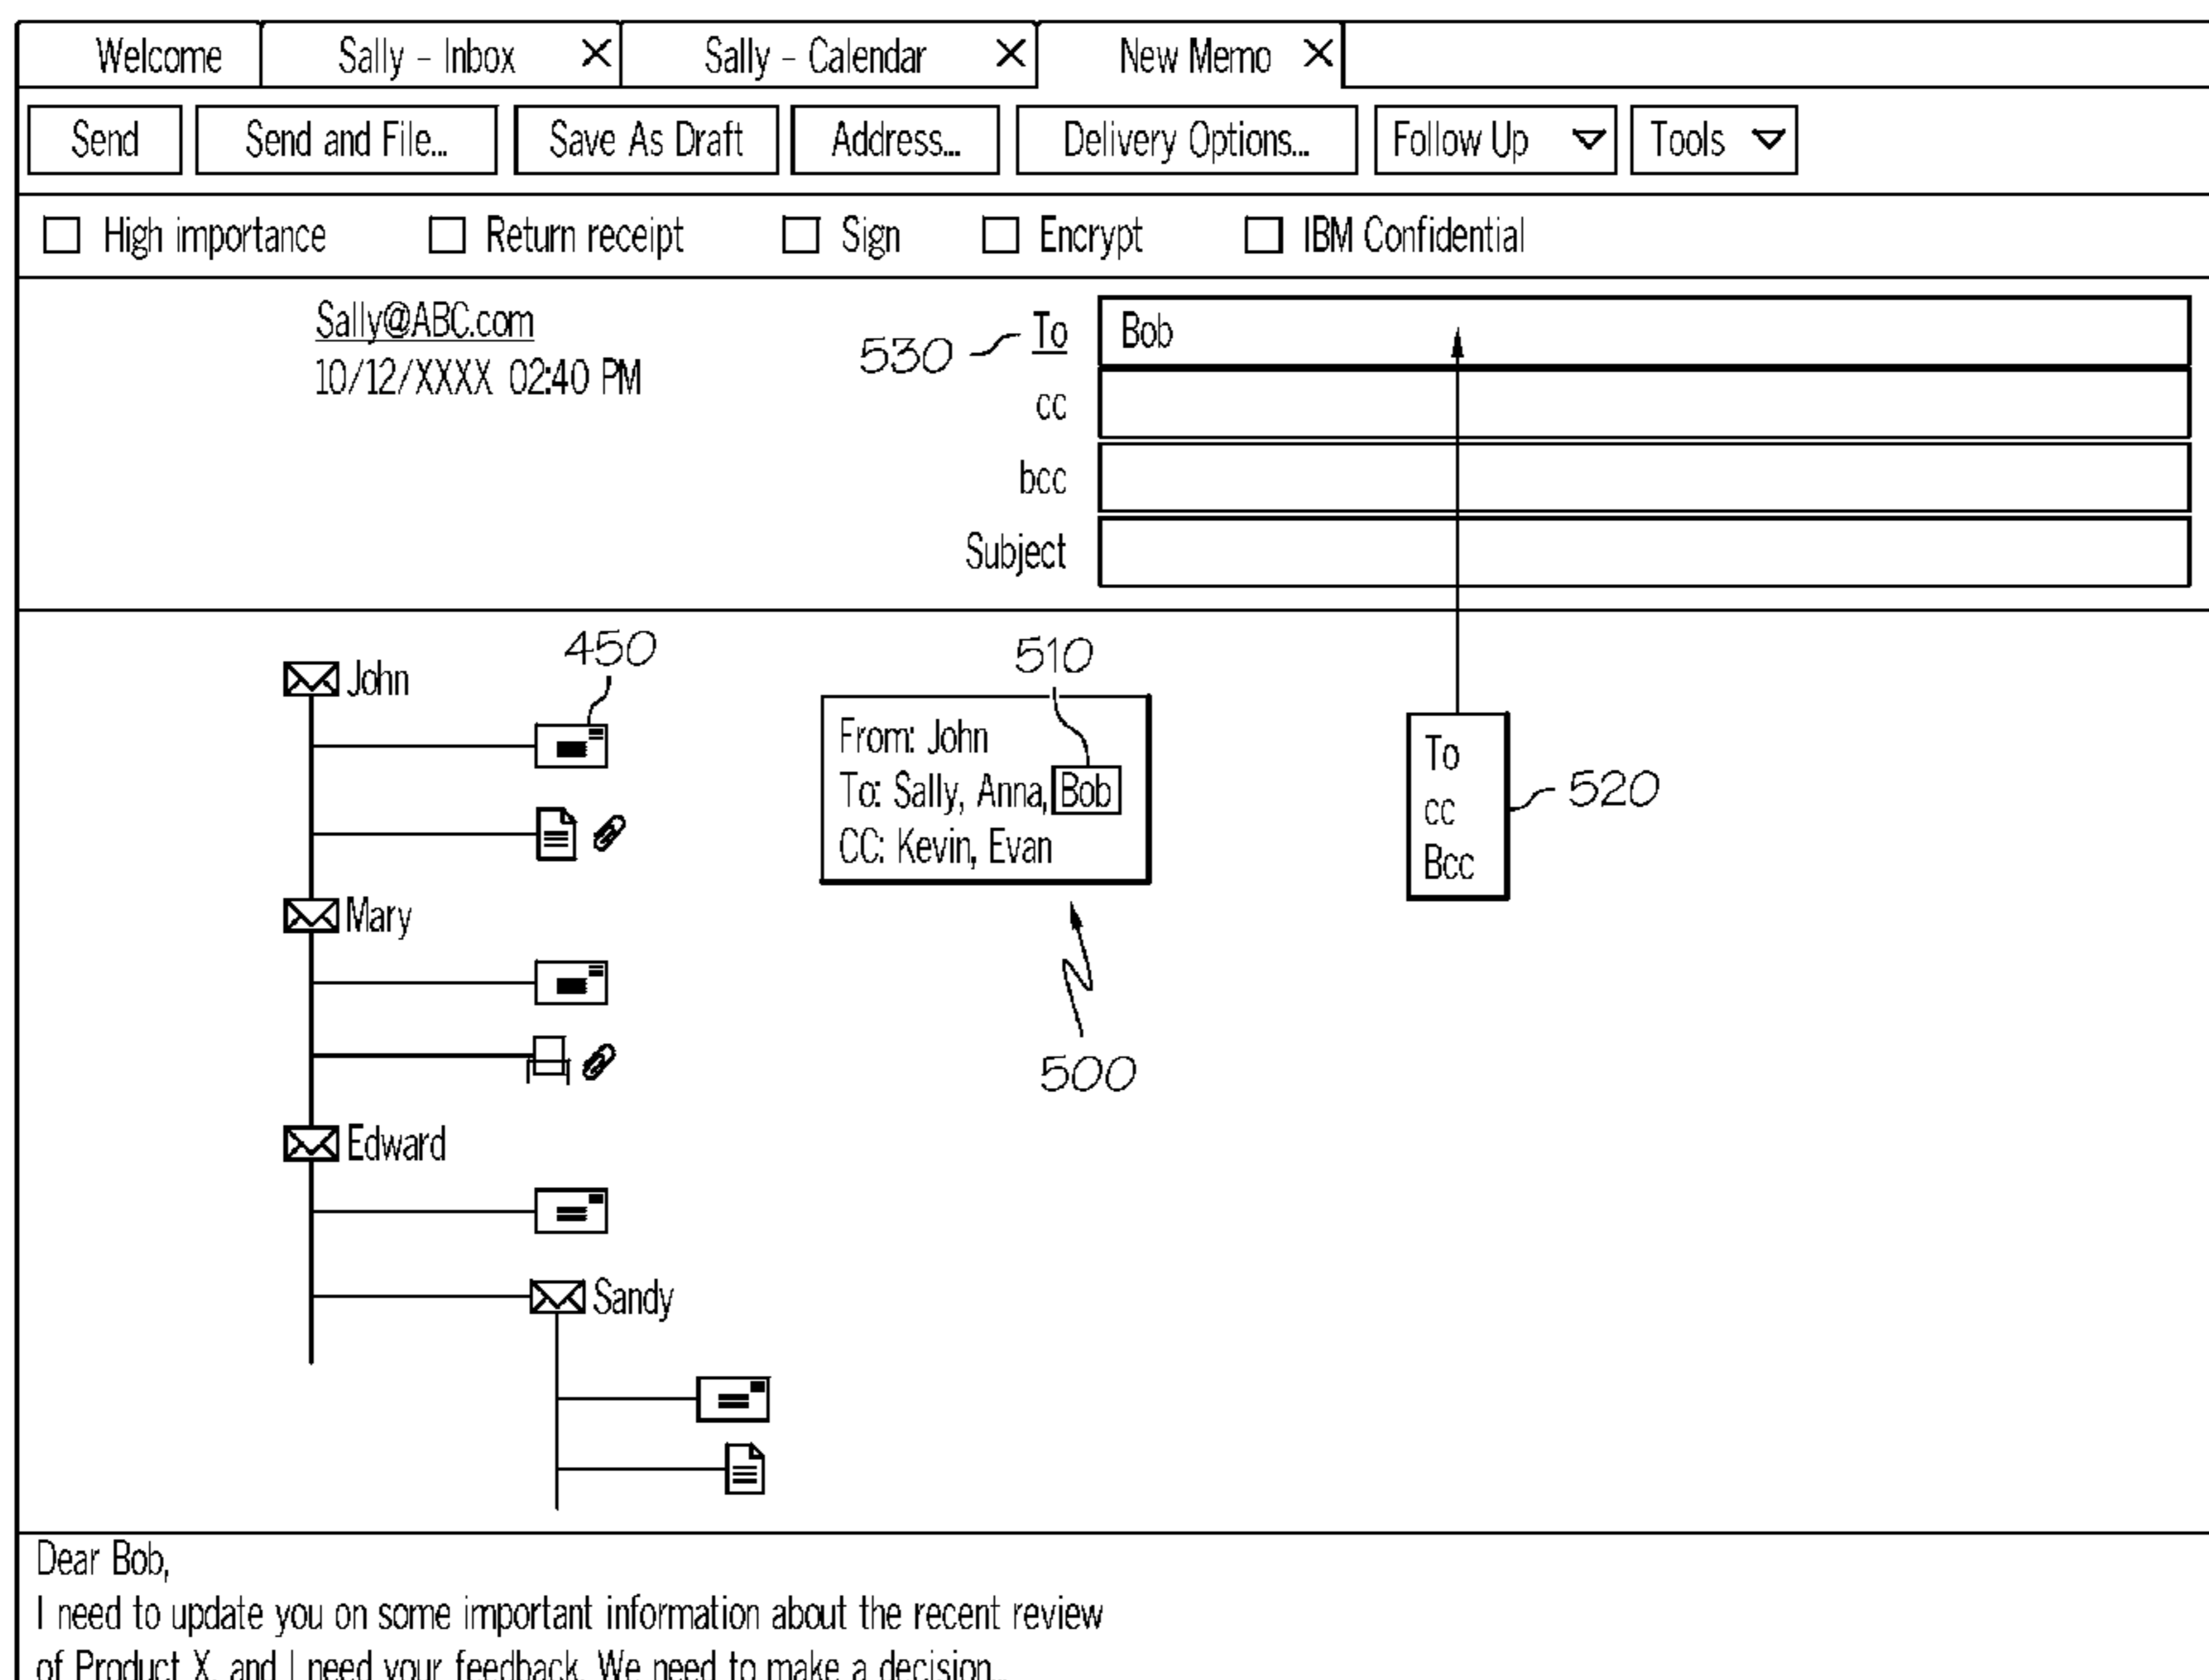 Welcome Sally - Inbox Sally - Calendar New Memo
Send Send and File... Save As Draft Address... Delivery Options... Follow Up Tools
High importance Return receipt Sign Encrypt IBM Confidential
Sally@ABC.com
10/12/XXXX 02:40 PM
530 To Bob
cc
bcc
Subject
John
450
510
From: John
To: Sally, Anna, Bob
CC: Kevin, Evan
To
cc
Bcc
520
500
Mary
Edward
Sandy
Dear Bob,
I need to update you on some important information about the recent review
of Product X, and I need your feedback. We need to make a decision...